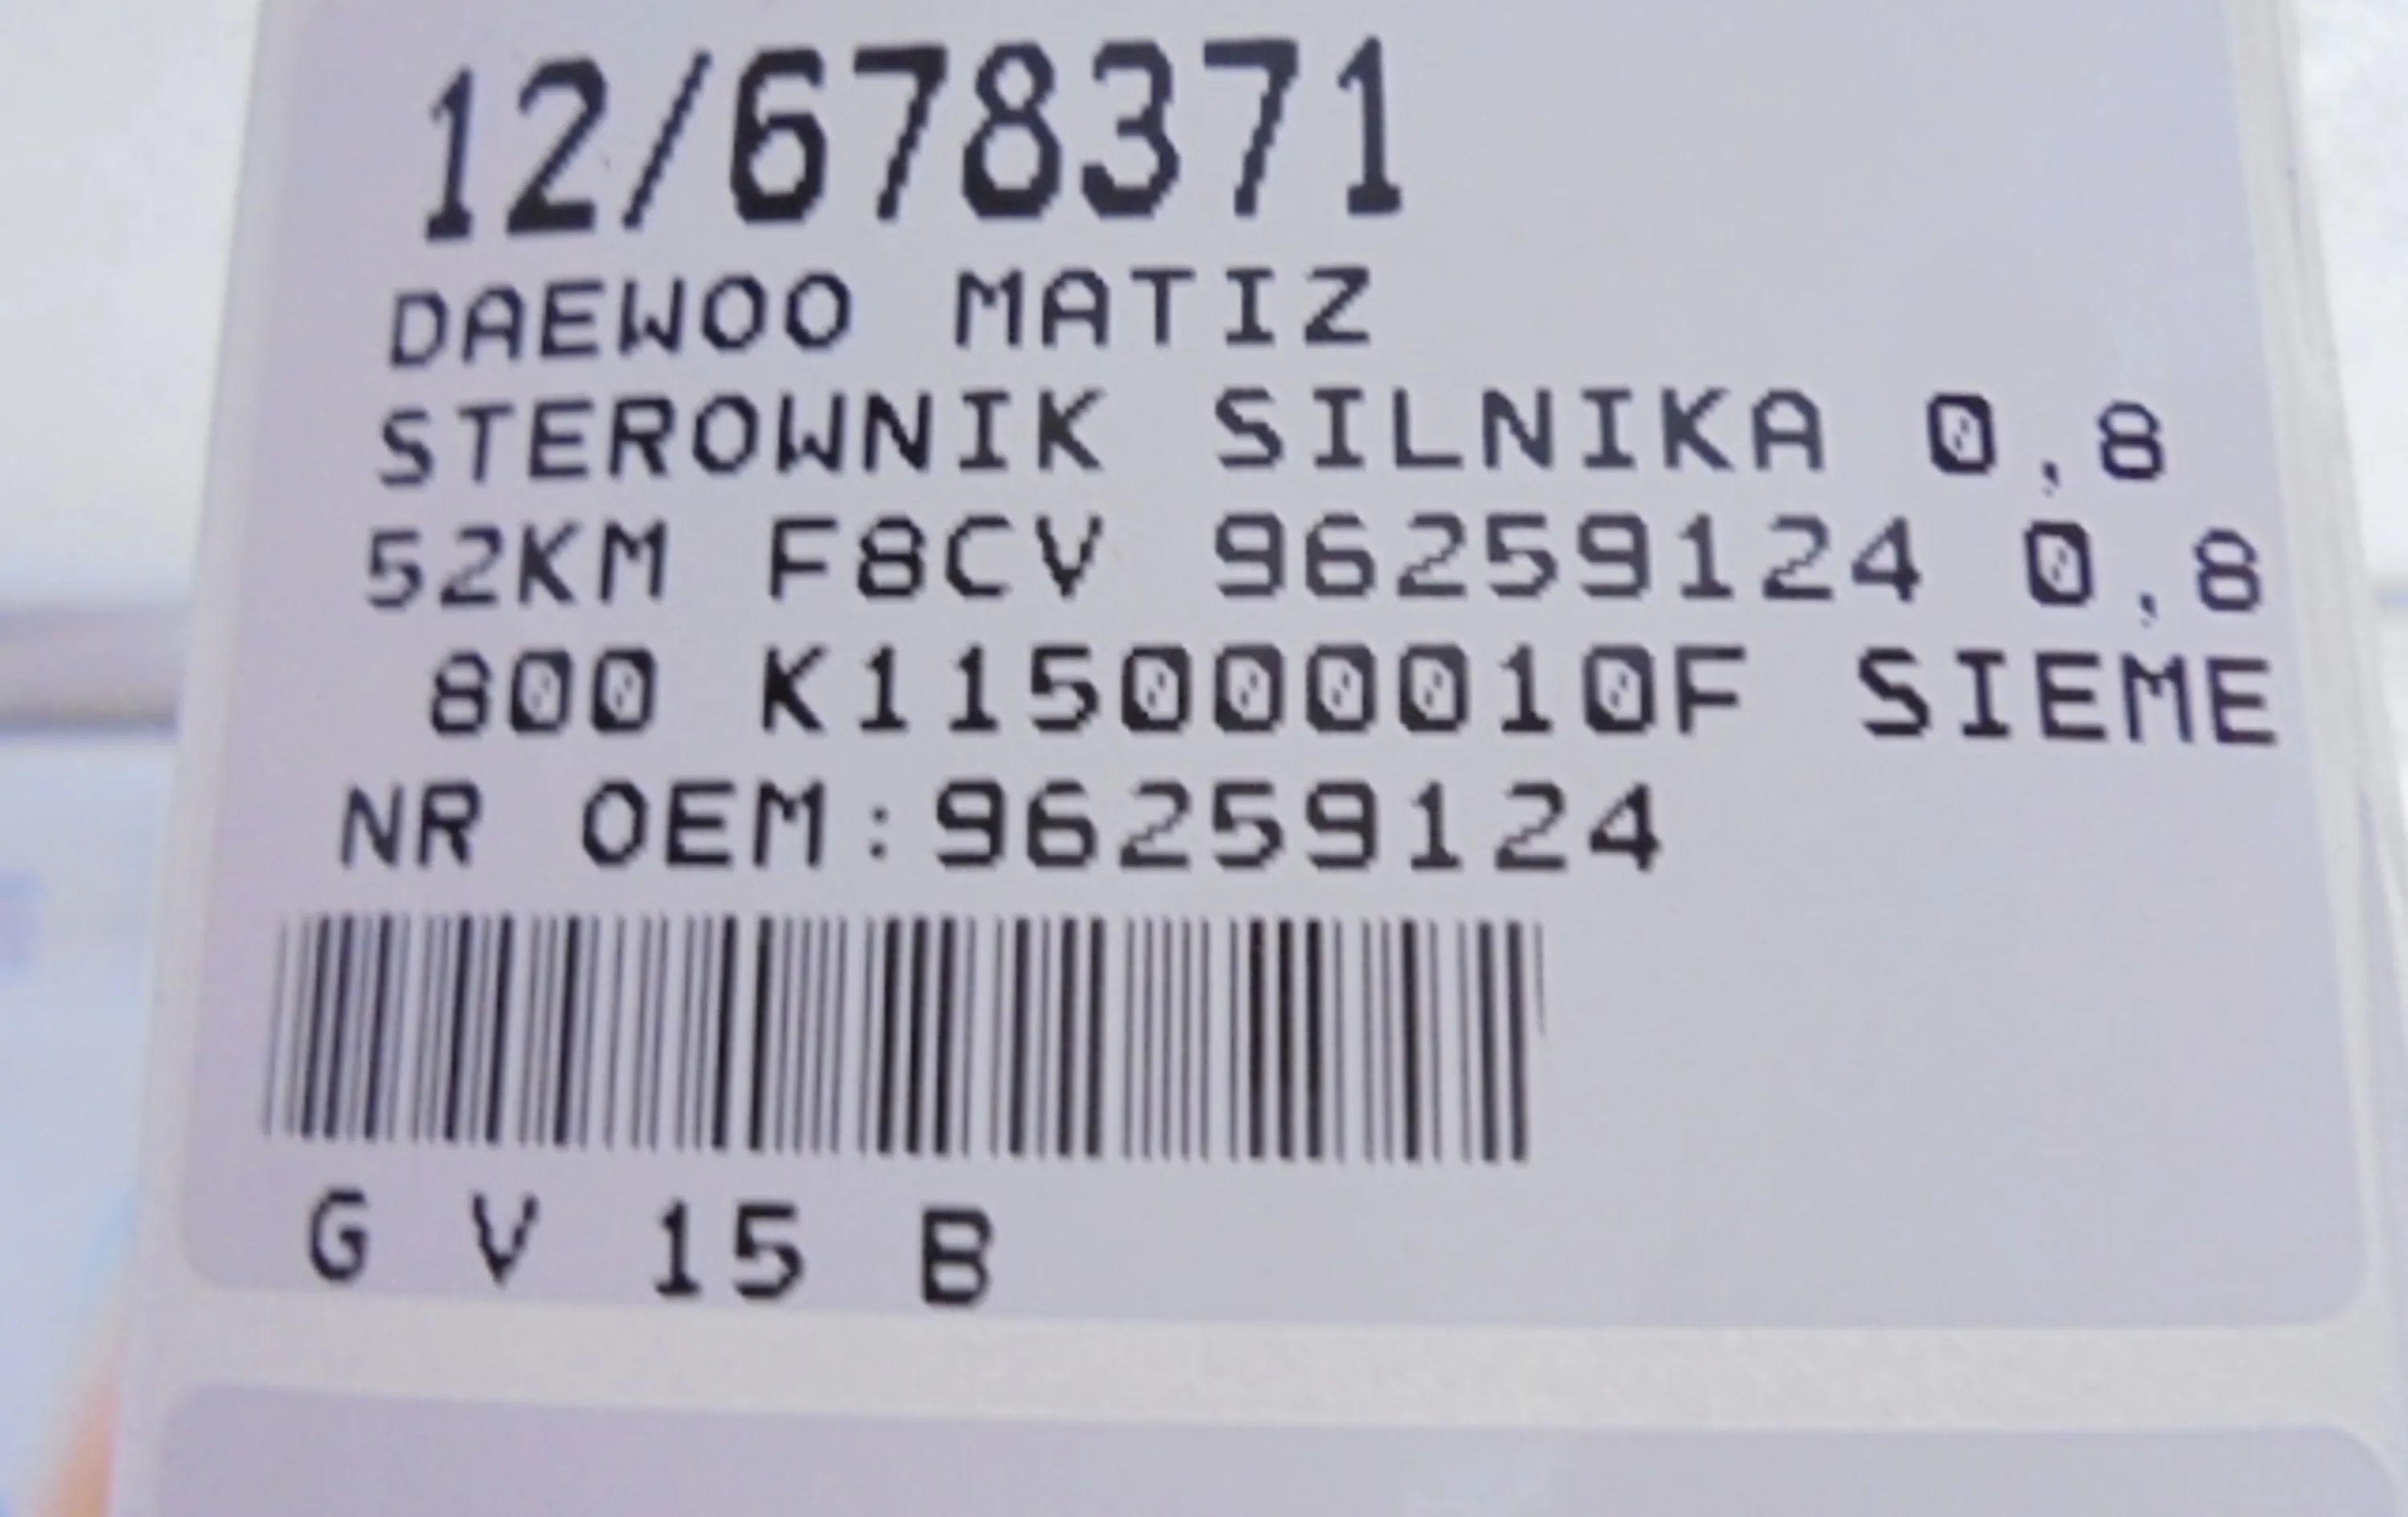 12/678371
DAEWOO MATIZ
STEROWNIK SILNIKA 0,8
52KM F8CV 96259124 0,8
800 K115000010F SIEME
NR OEM:96259124
G V 15 B